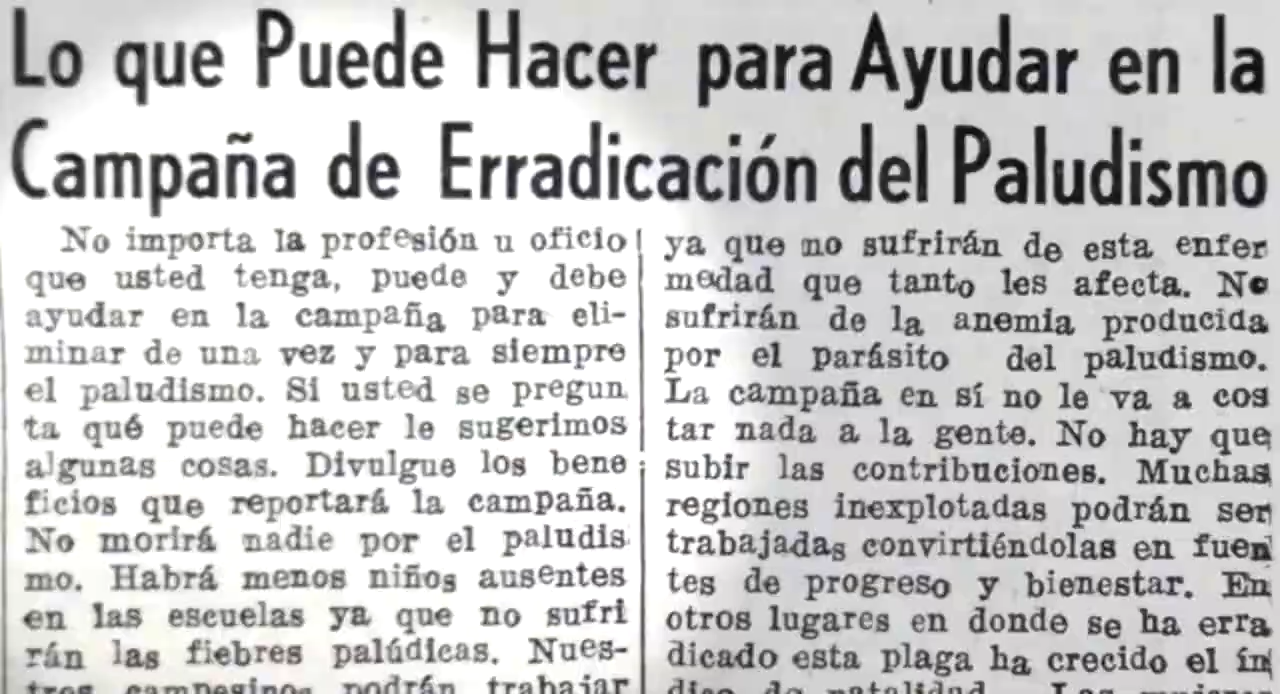 Lo que Puede Hacer para Ayudar en la
Campaña de Erradicación del Paludismo
No importa la profesión u oficio
que usted tenga, puede y debe
ayudar en la campaña para eli-
minar de una vez y para siempre
el paludismo. Si usted se pregun
ta qué puede hacer le sugerimos
algunas cosas. Divulgue los bene
ficios que reportará la campaña.
No morirá nadie por el paludis
mo. Habrá menos niños ausentes
en las escuelas ya que no sufri
rán las fiebres palúdicas. Nues-
tros campesinos podrán trabajar
ya que no sufrirán de esta enfer
medad que tanto les afecta. No
sufrirán de la anemia producida
por el parásito del paludismo.
La campaña en sí no le va a cos
tar nada a la gente. No hay que
subir las contribuciones. Muchas
regiones inexplotadas podrán ser
trabajadas convirtiéndolas en fuen
tes de progreso y bienestar. En
otros lugares en donde se ha erra
dicado esta plaga ha crecido el ín
dice de natalidad. Los